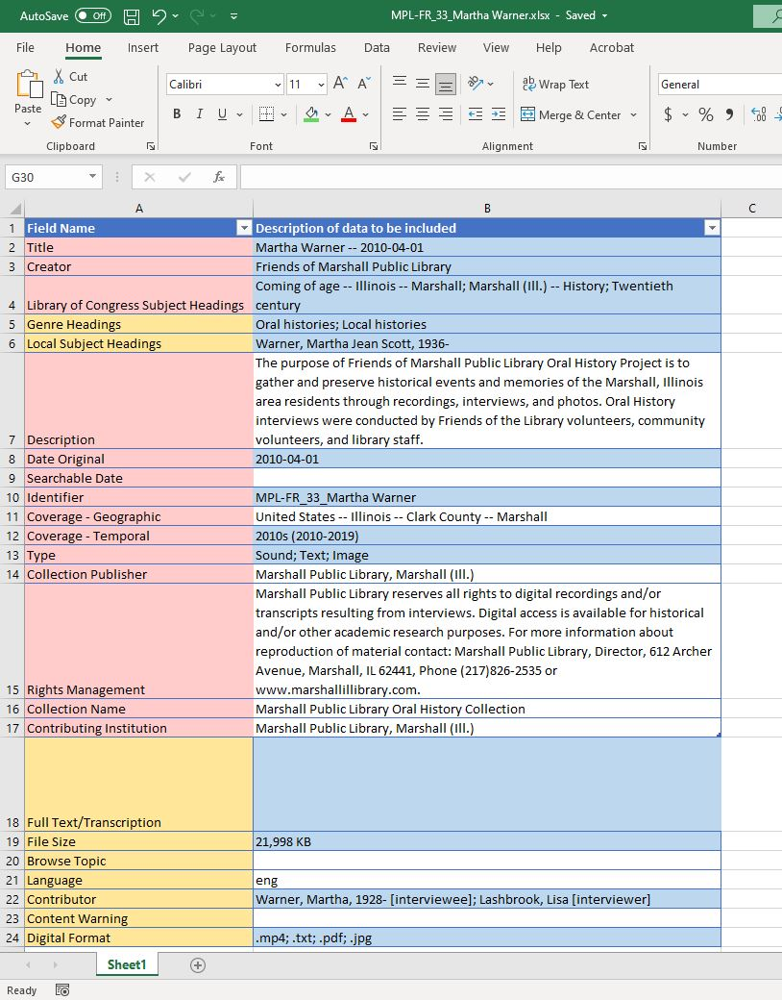 AutoSave Off MPL-FR_33_Martha Warner.xlsx - Saved
File Home Insert Page Layout Formulas Data Review View Help Acrobat
Paste Cut Copy Format Painter
Calibri 11 A A
B I U A
Wrap Text
Merge & Center
General
$ % 9 .00
Clipboard Font Alignment Number
G30 fx
A B C
1 Field Name Description of data to be included
2 Title Martha Warner -- 2010-04-01
3 Creator Friends of Marshall Public Library
4 Library of Congress Subject Headings Coming of age -- Illinois -- Marshall; Marshall (Ill.) -- History; Twentieth
century
5 Genre Headings Oral histories; Local histories
6 Local Subject Headings Warner, Martha Jean Scott, 1936-
7 Description The purpose of Friends of Marshall Public Library Oral History Project is to
gather and preserve historical events and memories of the Marshall, Illinois
area residents through recordings, interviews, and photos. Oral History
interviews were conducted by Friends of the Library volunteers, community
volunteers, and library staff.
8 Date Original 2010-04-01
9 Searchable Date
10 Identifier MPL-FR_33_Martha Warner
11 Coverage - Geographic United States -- Illinois -- Clark County -- Marshall
12 Coverage - Temporal 2010s (2010-2019)
13 Type Sound; Text; Image
14 Collection Publisher Marshall Public Library, Marshall (Ill.)
15 Rights Management Marshall Public Library reserves all rights to digital recordings and/or
transcripts resulting from interviews. Digital access is available for historical
and/or other academic research purposes. For more information about
reproduction of material contact: Marshall Public Library, Director, 612 Archer
Avenue, Marshall, IL 62441, Phone (217)826-2535 or
www.marshallillibrary.com.
16 Collection Name Marshall Public Library Oral History Collection
17 Contributing Institution Marshall Public Library, Marshall (Ill.)
18 Full Text/Transcription
19 File Size 21,998 KB
20 Browse Topic
21 Language eng
22 Contributor Warner, Martha, 1928- [interviewee]; Lashbrook, Lisa [interviewer]
23 Content Warning
24 Digital Format .mp4; .txt; .pdf; .jpg
Sheet1
Ready